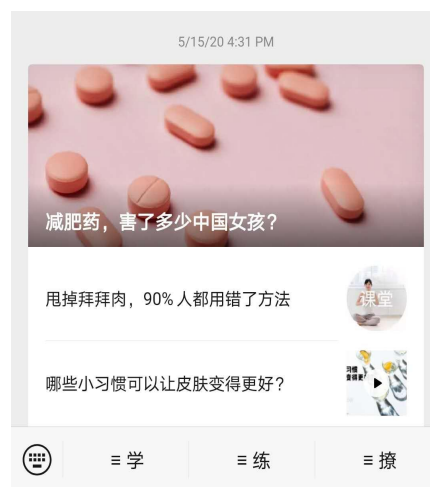 5/15/20 4:31 PM
减肥药，害了多少中国女孩？
甩掉拜拜肉，90%人都用错了方法
课堂
哪些小习惯可以让皮肤变得更好？
学
练
撩